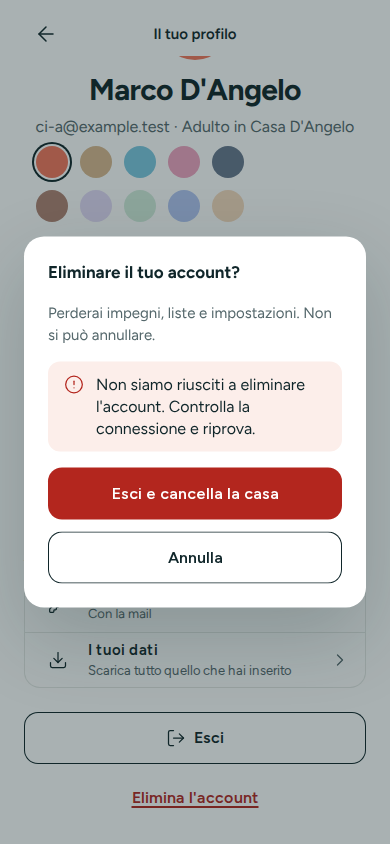 Il tuo profilo
Marco D'Angelo
ci-a@example.test · Adulto in Casa D'Angelo
Eliminare il tuo account?
Perderai impegni, liste e impostazioni. Non
si può annullare.
Non siamo riusciti a eliminare
l'account. Controlla la
connessione e riprova.
Esci e cancella la casa
Annulla
Con la mail
I tuoi dati
Scarica tutto quello che hai inserito
Esci
Elimina l'account